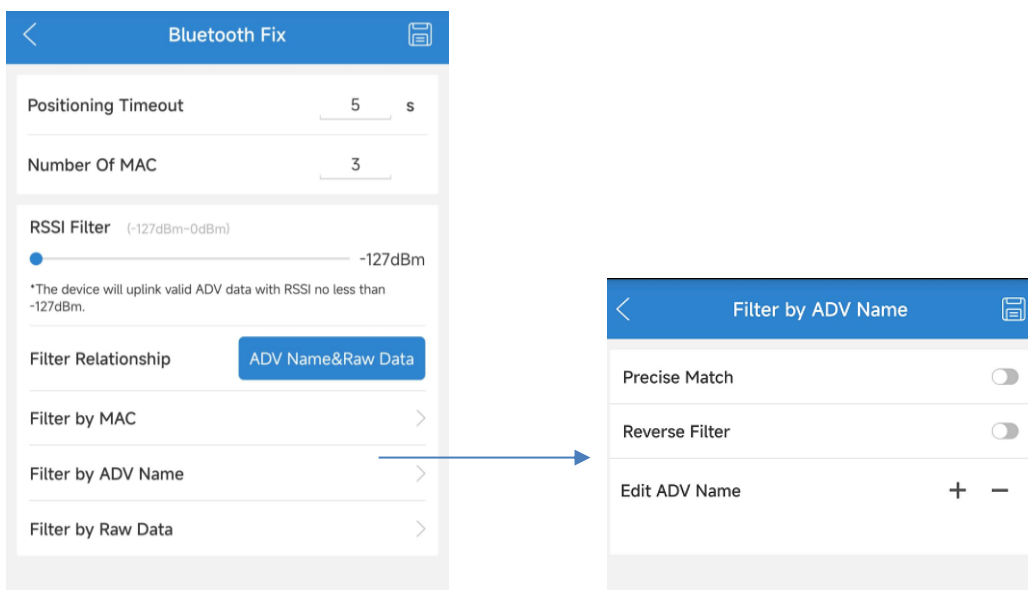 Bluetooth Fix
Positioning Timeout 5 s
Number Of MAC 3
RSSI Filter (-127dBm~0dBm)
-127dBm
*The device will uplink valid ADV data with RSSI no less than
-127dBm.
Filter Relationship ADV Name&Raw Data
Filter by MAC
Filter by ADV Name
Filter by Raw Data
Filter by ADV Name
Precise Match
Reverse Filter
Edit ADV Name + −